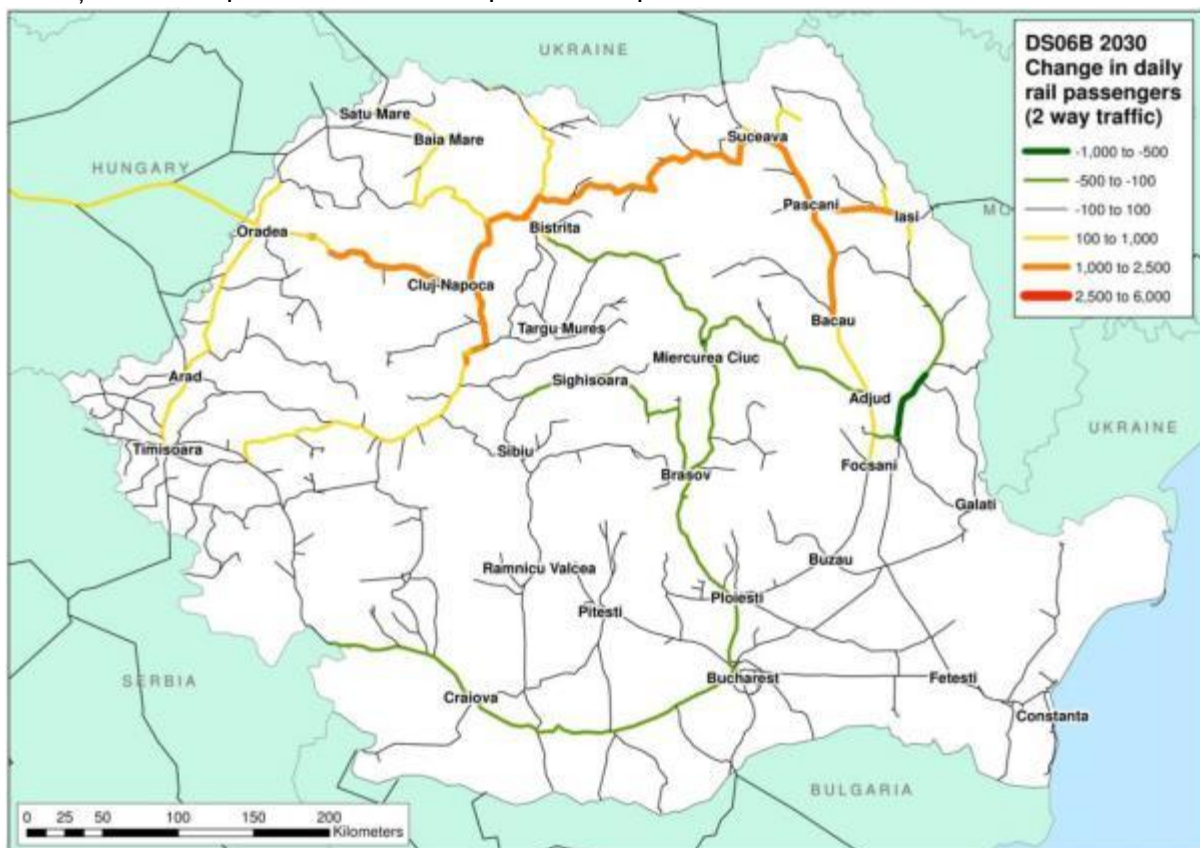 UKRAINE
DS06B 2030
Change in daily
rail passengers
(2 way traffic)
-1,000 to -500
-500 to -100
-100 to 100
100 to 1,000
1,000 to 2,500
2,500 to 6,000
Satu Mare
Baia Mare
Suceava
HUNGARY
Pascani
Iasi
MO
Oradea
Bistrita
Cluj-Napoca
Targu Mures
Bacau
Miercurea Ciuc
Arad
Sighisoara
Adjud
UKRAINE
Timisoara
Sibiu
Focsani
Brasov
Galati
Ramnicu Valcea
Buzau
Pitesti
Ploiesti
SERBIA
Bucharest
Fetesti
Craiova
Constanta
BULGARIA
0 25 50 100 150 200
Kilometers